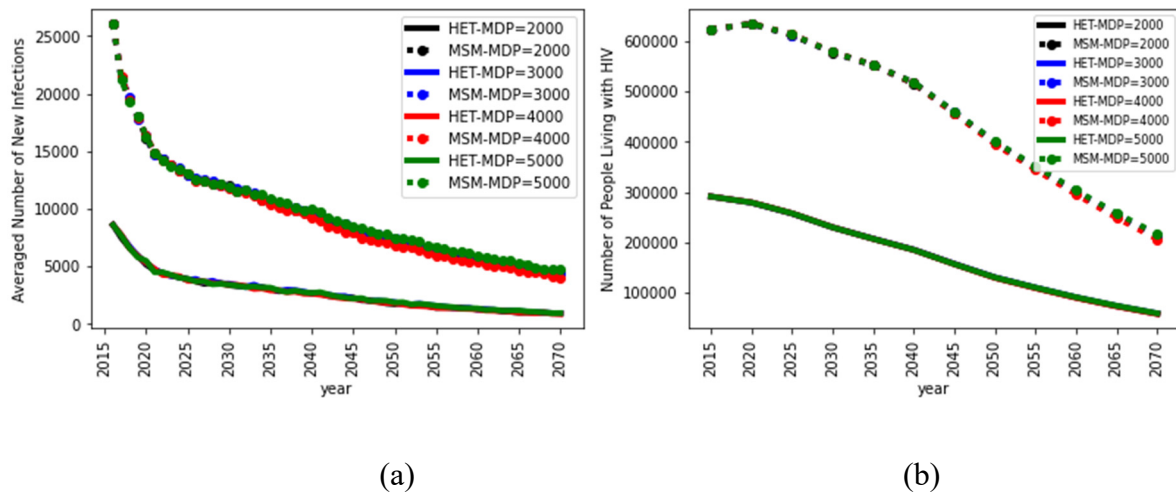 Averaged Number of New Infections
25000
20000
15000
10000
5000
0
HET-MDP=2000
MSM-MDP=2000
HET-MDP=3000
MSM-MDP=3000
HET-MDP=4000
MSM-MDP=4000
HET-MDP=5000
MSM-MDP=5000
2015 2020 2025 2030 2035 2040 2045 2050 2055 2060 2065 2070
year
(a)
Number of People Living with HIV
600000
500000
400000
300000
200000
100000
HET-MDP=2000
MSM-MDP=2000
HET-MDP=3000
MSM-MDP=3000
HET-MDP=4000
MSM-MDP=4000
HET-MDP=5000
MSM-MDP=5000
2015 2020 2025 2030 2035 2040 2045 2050 2055 2060 2065 2070
year
(b)